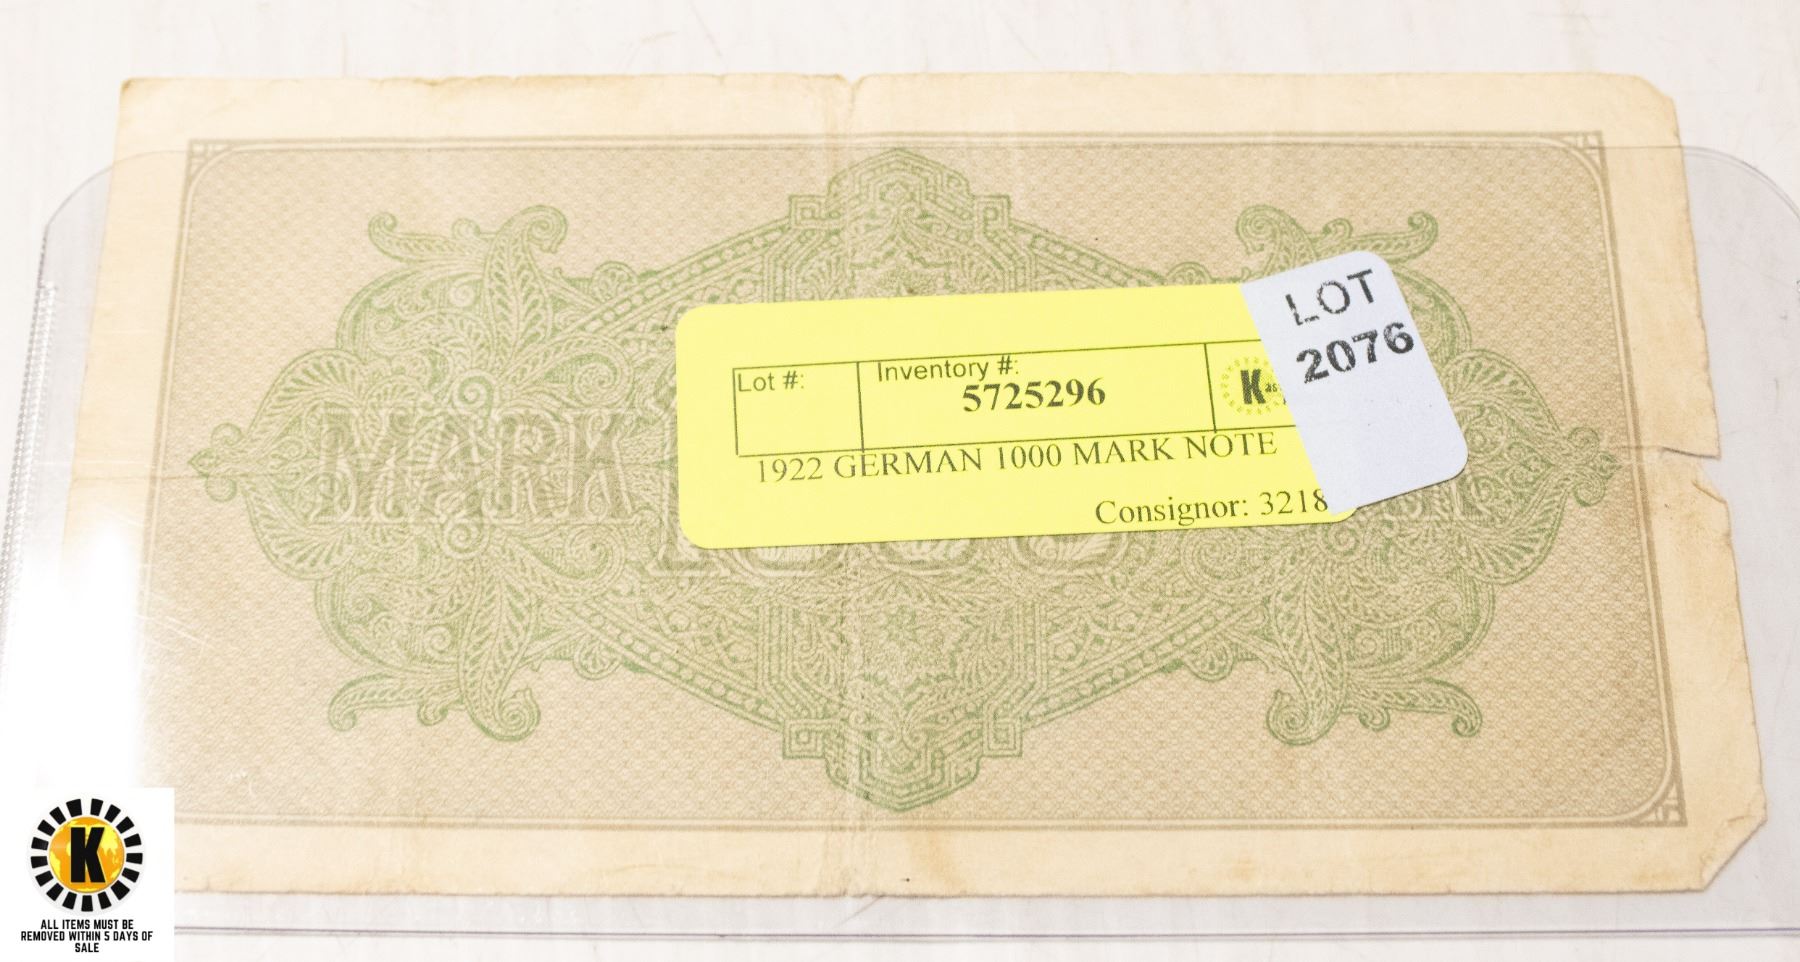 LOT
2076
Lot #:
Inventory #:
5725296
K
1922 GERMAN 1000 MARK NOTE
Consignor: 3218
MARK
1000
K
ALL ITEMS MUST BE
REMOVED WITHIN 5 DAYS OF
SALE